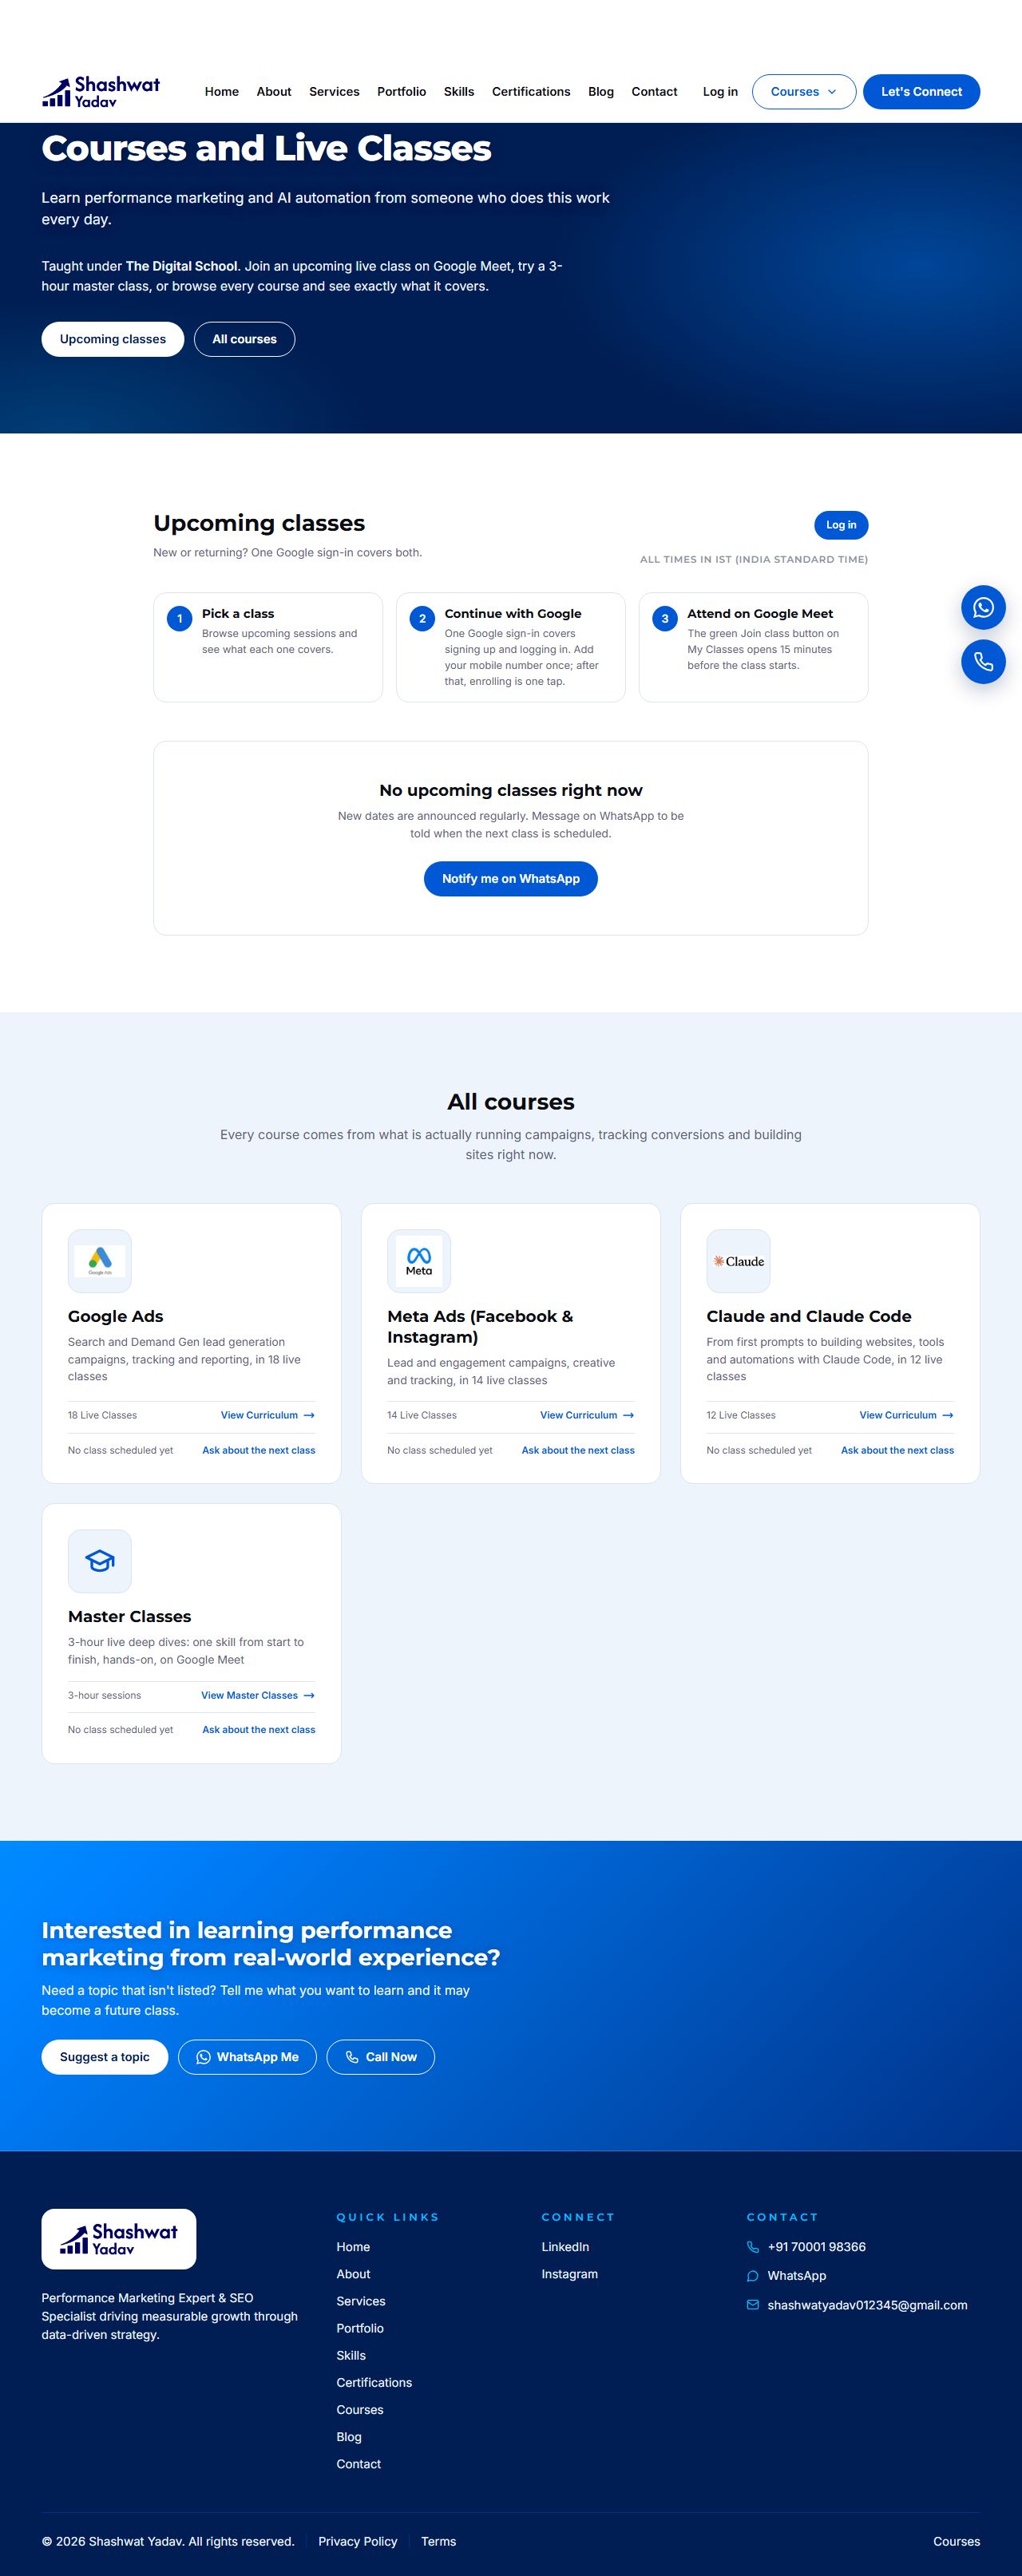 Shashwat
Yadav
Home About Services Portfolio Skills Certifications Blog Contact Log in Courses Let's Connect
Courses and Live Classes
Learn performance marketing and AI automation from someone who does this work
every day.
Taught under The Digital School. Join an upcoming live class on Google Meet, try a 3-
hour master class, or browse every course and see exactly what it covers.
Upcoming classes All courses
Upcoming classes
New or returning? One Google sign-in covers both.
Log in
ALL TIMES IN IST (INDIA STANDARD TIME)
1 Pick a class
Browse upcoming sessions and
see what each one covers.
2 Continue with Google
One Google sign-in covers
signing up and logging in. Add
your mobile number once; after
that, enrolling is one tap.
3 Attend on Google Meet
The green Join class button on
My Classes opens 15 minutes
before the class starts.
No upcoming classes right now
New dates are announced regularly. Message on WhatsApp to be
told when the next class is scheduled.
Notify me on WhatsApp
All courses
Every course comes from what is actually running campaigns, tracking conversions and building
sites right now.
Google Ads
Google Ads
Search and Demand Gen lead generation
campaigns, tracking and reporting, in 18 live
classes
18 Live Classes View Curriculum →
No class scheduled yet Ask about the next class
Meta
Meta Ads (Facebook &
Instagram)
Lead and engagement campaigns, creative
and tracking, in 14 live classes
14 Live Classes View Curriculum →
No class scheduled yet Ask about the next class
Claude
Claude and Claude Code
From first prompts to building websites, tools
and automations with Claude Code, in 12 live
classes
12 Live Classes View Curriculum →
No class scheduled yet Ask about the next class
Master Classes
3-hour live deep dives: one skill from start to
finish, hands-on, on Google Meet
3-hour sessions View Master Classes →
No class scheduled yet Ask about the next class
Interested in learning performance
marketing from real-world experience?
Need a topic that isn't listed? Tell me what you want to learn and it may
become a future class.
Suggest a topic WhatsApp Me Call Now
Shashwat
Yadav
Performance Marketing Expert & SEO
Specialist driving measurable growth through
data-driven strategy.
QUICK LINKS
Home
About
Services
Portfolio
Skills
Certifications
Courses
Blog
Contact
CONNECT
LinkedIn
Instagram
CONTACT
+91 70001 98366
WhatsApp
shashwatyadav012345@gmail.com
© 2026 Shashwat Yadav. All rights reserved. Privacy Policy Terms Courses